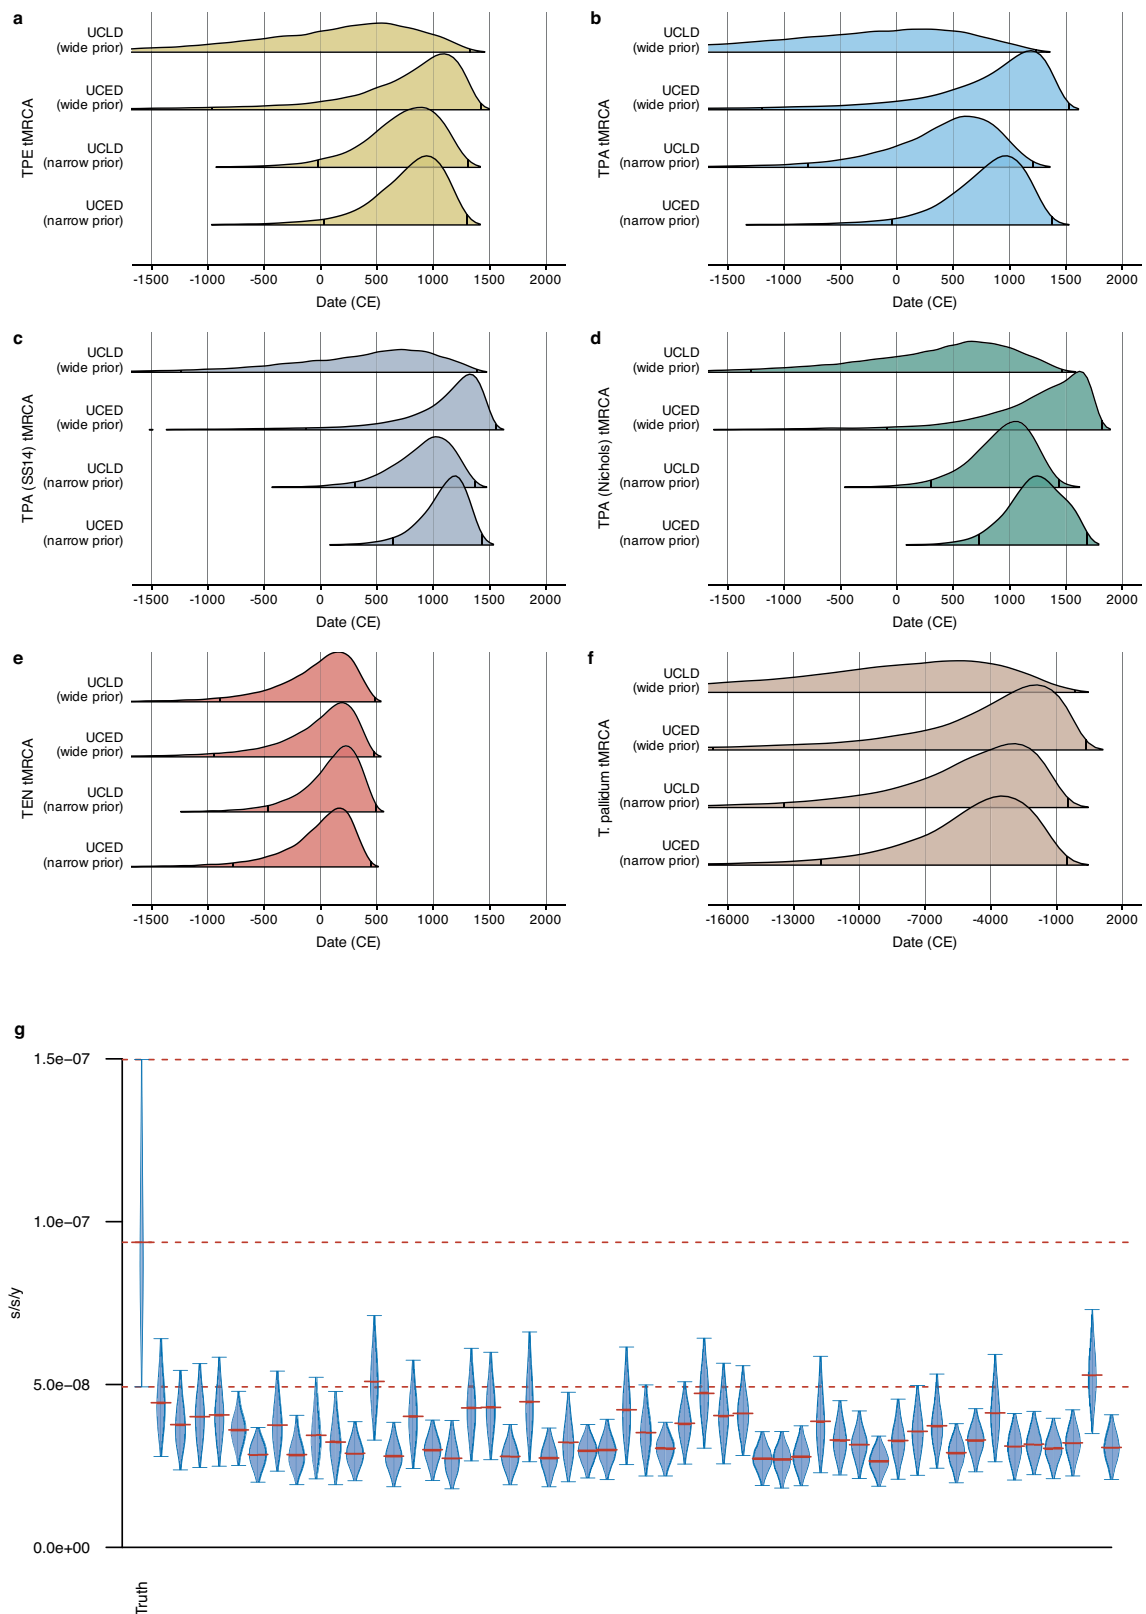 a
TPE tMRCA
UCLD
(wide prior)
UCED
(wide prior)
UCLD
(narrow prior)
UCED
(narrow prior)
-1500 -1000 -500 0 500 1000 1500 2000
Date (CE)
b
TPA tMRCA
UCLD
(wide prior)
UCED
(wide prior)
UCLD
(narrow prior)
UCED
(narrow prior)
-1500 -1000 -500 0 500 1000 1500 2000
Date (CE)
c
TPA (SS14) tMRCA
UCLD
(wide prior)
UCED
(wide prior)
UCLD
(narrow prior)
UCED
(narrow prior)
-1500 -1000 -500 0 500 1000 1500 2000
Date (CE)
d
TPA (Nichols) tMRCA
UCLD
(wide prior)
UCED
(wide prior)
UCLD
(narrow prior)
UCED
(narrow prior)
-1500 -1000 -500 0 500 1000 1500 2000
Date (CE)
e
TEN tMRCA
UCLD
(wide prior)
UCED
(wide prior)
UCLD
(narrow prior)
UCED
(narrow prior)
-1500 -1000 -500 0 500 1000 1500 2000
Date (CE)
f
T. pallidum tMRCA
UCLD
(wide prior)
UCED
(wide prior)
UCLD
(narrow prior)
UCED
(narrow prior)
-16000 -13000 -10000 -7000 -4000 -1000 2000
Date (CE)
g
s/s/y
1.5e−07
1.0e−07
5.0e−08
0.0e+00
Truth